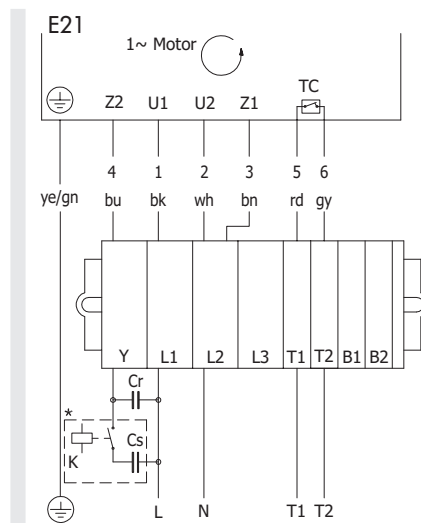 E21
1~ Motor
TC
Z2 U1 U2 Z1
4 1 2 3 5 6
ye/gn bu bk wh bn rd gy
Y L1 L2 L3 T1 T2 B1 B2
Cr
*
K Cs
L N T1 T2